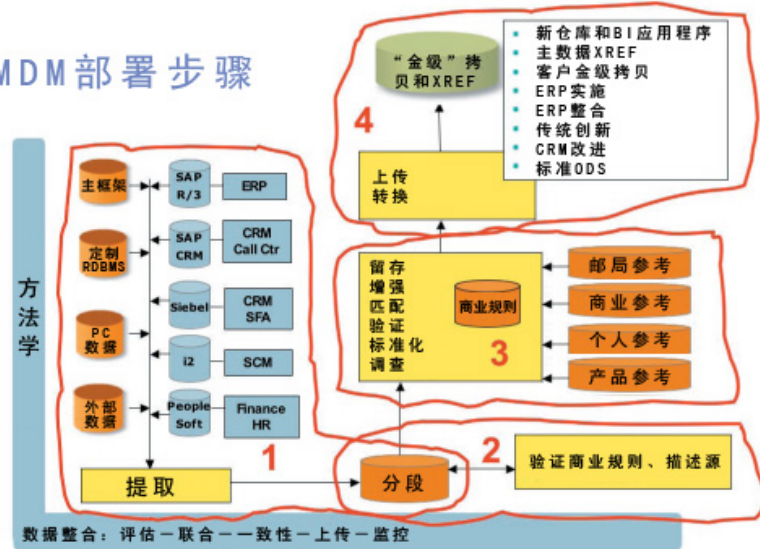 MDM部署步骤
“金级”拷
贝和XREF
新仓库和BI应用程序
主数据XREF
客户金级拷贝
ERP实施
ERP整合
传统创新
CRM改进
标准ODS
4
上传
转换
主框架
SAP
R/3
ERP
定制
RDBMS
SAP
CRM
CRM
Call Ctr
Siebel
CRM
SFA
PC
数据
i2
SCM
外部
数据
People
Soft
Finance
HR
方法学
留存
增强
匹配
验证
标准化
调查
商业规则
3
邮局参考
商业参考
个人参考
产品参考
1
提取
分段
2
验证商业规则、描述源
数据整合：评估－联合－一致性－上传－监控